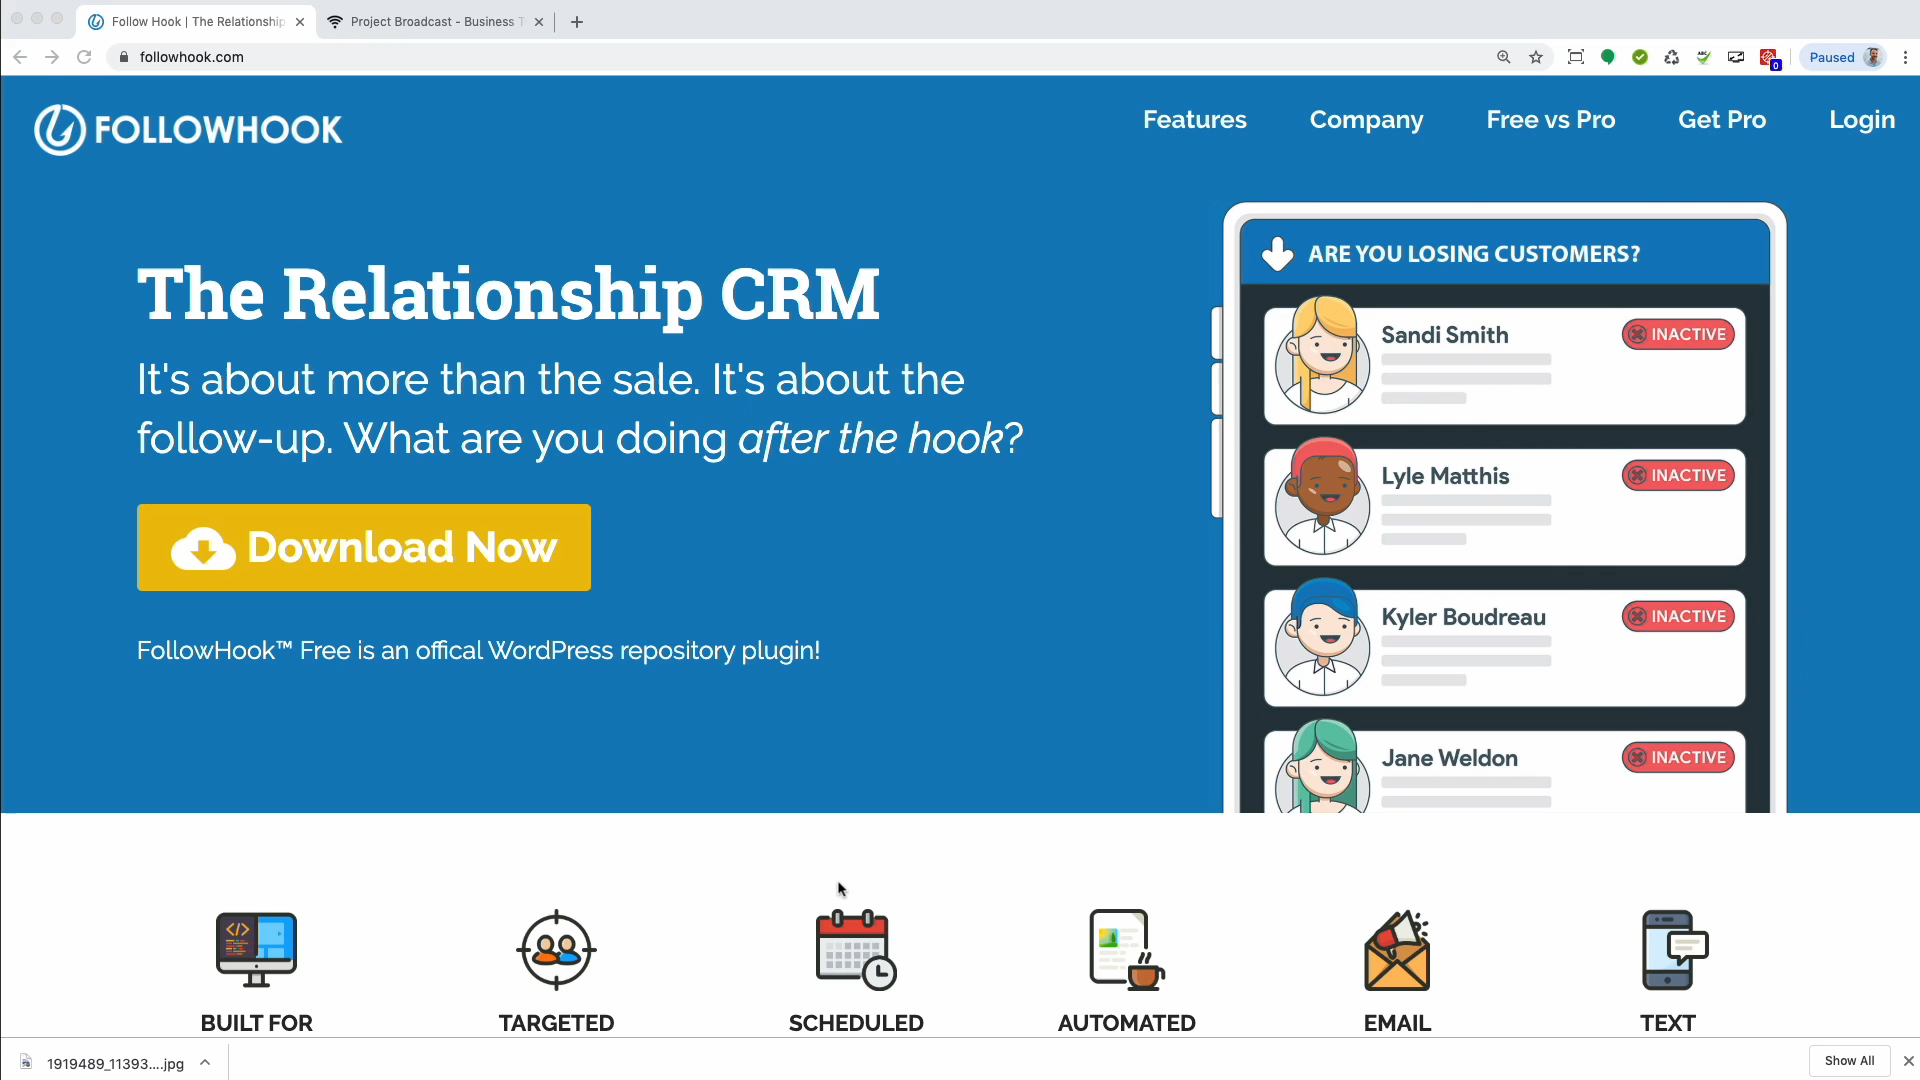 Follow Hook | The Relationship
Project Broadcast - Business T
followhook.com
Paused
0
FOLLOWHOOK
Features
Company
Free vs Pro
Get Pro
Login
The Relationship CRM
It's about more than the sale. It's about the
follow-up. What are you doing after the hook?
Download Now
FollowHook™ Free is an offical WordPress repository plugin!
ARE YOU LOSING CUSTOMERS?
Sandi Smith
INACTIVE
Lyle Matthis
INACTIVE
Kyler Boudreau
INACTIVE
Jane Weldon
INACTIVE
BUILT FOR
TARGETED
SCHEDULED
AUTOMATED
EMAIL
TEXT
1919489_11393....jpg
Show All